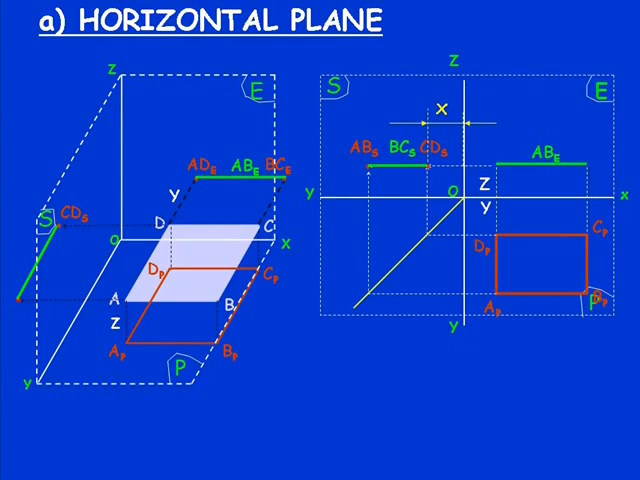 a) HORIZONTAL PLANE
Z
E
AD_E AB_E BC_E
Y
S CD_S
D C
O X
D_P C_P
A B
Z
A_P B_P
P
Y
Z
S E
X
AB_S BC_S CD_S AB_E
Y O Z X
Y
D_P C_P
A_P B_P
P
Y